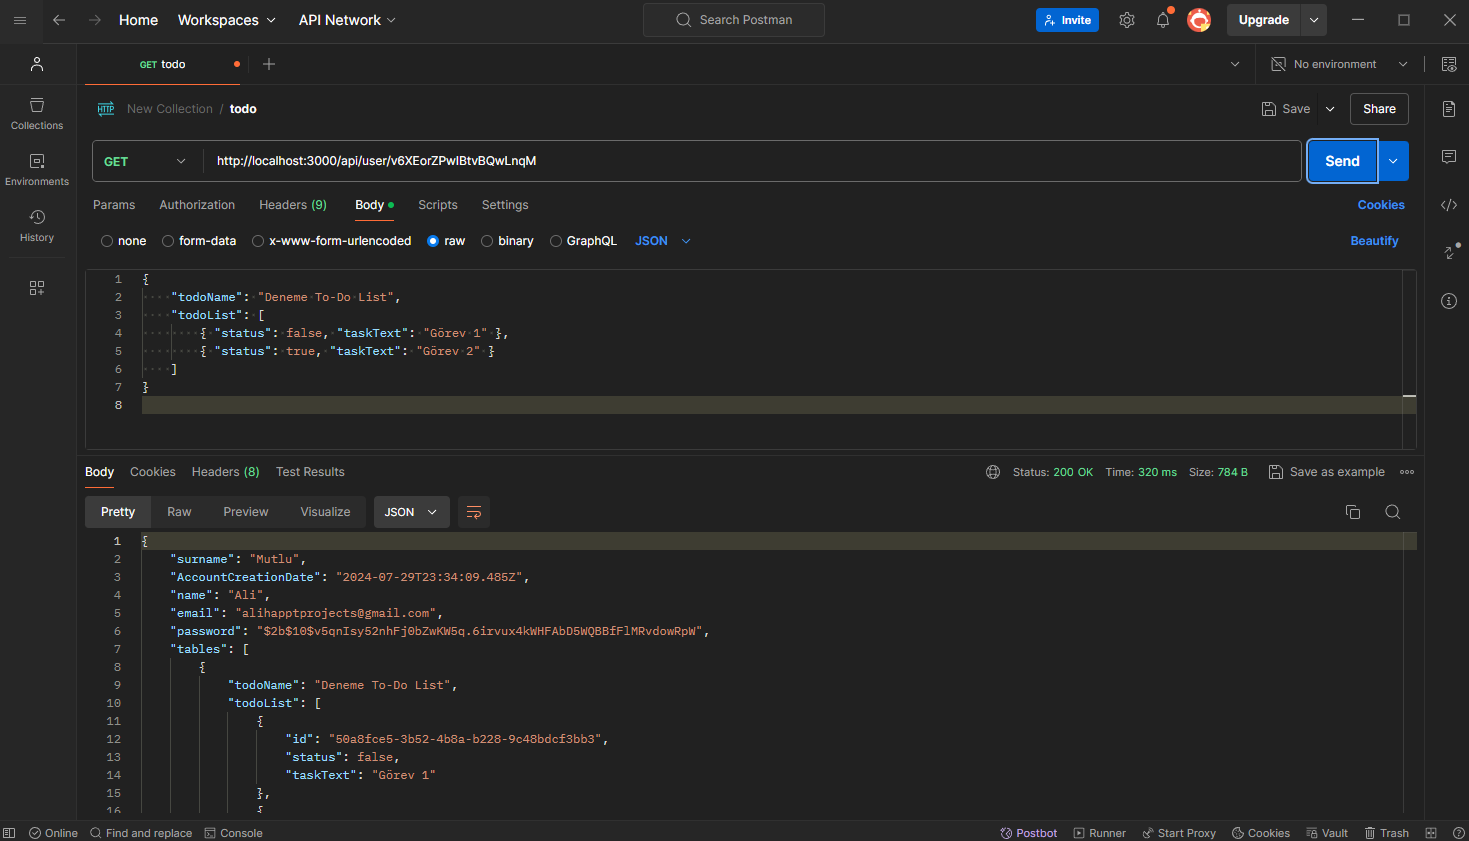 Home Workspaces API Network Search Postman Invite Upgrade
GET todo No environment
HTTP New Collection / todo Save Share
Collections
Environments
History
GET http://localhost:3000/api/user/v6XEorZPwIBtvBQwLnqM Send
Params Authorization Headers (9) Body Scripts Settings Cookies
none form-data x-www-form-urlencoded raw binary GraphQL JSON Beautify
1 {
2 "todoName": "Deneme To-Do List",
3 "todoList": [
4 { "status": false, "taskText": "Görev 1" },
5 { "status": true, "taskText": "Görev 2" }
6 ]
7 }
8
Body Cookies Headers (8) Test Results Status: 200 OK Time: 320 ms Size: 784 B Save as example
Pretty Raw Preview Visualize JSON
1 {
2 "surname": "Mutlu",
3 "AccountCreationDate": "2024-07-29T23:34:09.485Z",
4 "name": "Ali",
5 "email": "alihapptprojects@gmail.com",
6 "password": "$2b$10$v5qnIsy52nhFj0bZwKW5q.6irvux4kWHFAbD5WQBBfFlMRvdowRpW",
7 "tables": [
8 {
9 "todoName": "Deneme To-Do List",
10 "todoList": [
11 {
12 "id": "50a8fce5-3b52-4b8a-b228-9c48bdcf3bb3",
13 "status": false,
14 "taskText": "Görev 1"
15 },
16 {
Online Find and replace Console Postbot Runner Start Proxy Cookies Vault Trash